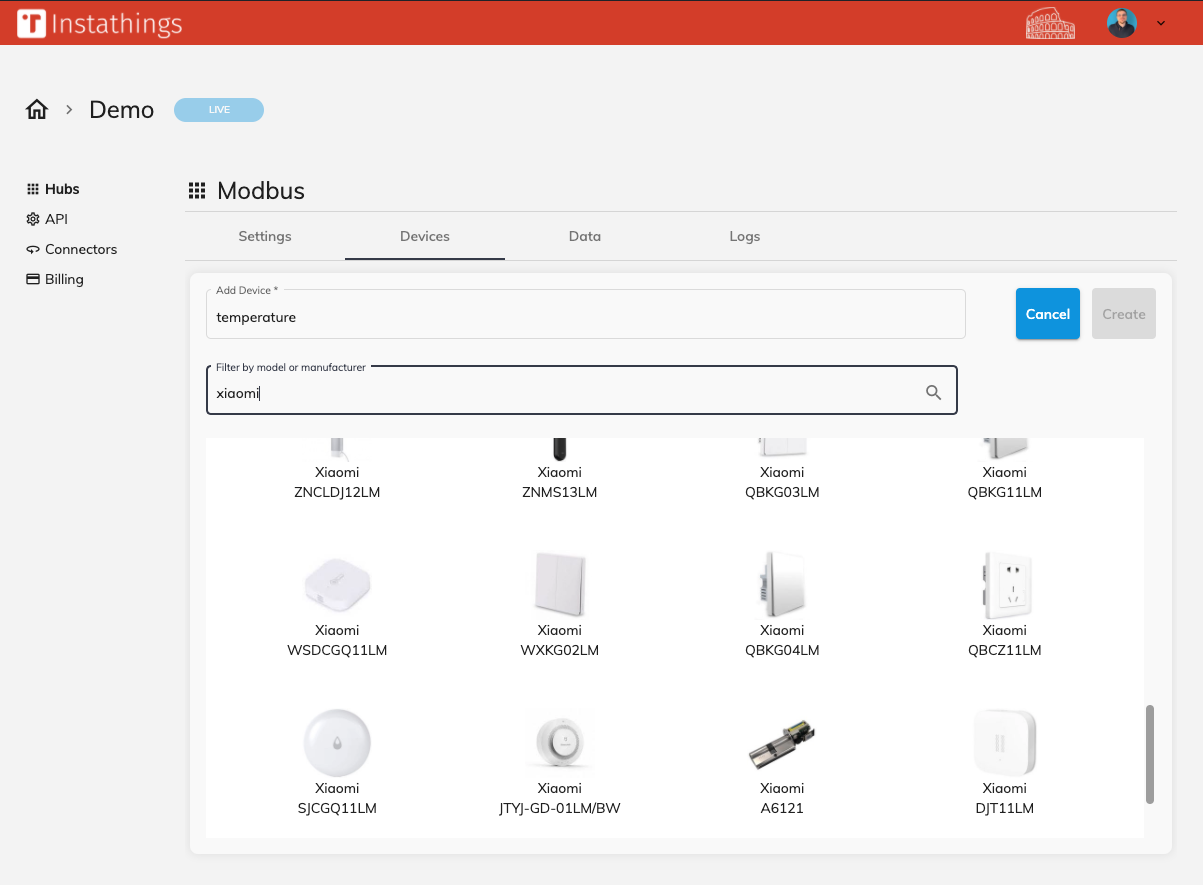 Instathings
Demo
LIVE
Hubs
API
Connectors
Billing
Modbus
Settings
Devices
Data
Logs
Add Device *
temperature
Cancel
Create
Filter by model or manufacturer
xiaomi
Xiaomi
ZNCLDJ12LM
Xiaomi
ZNMS13LM
Xiaomi
QBKG03LM
Xiaomi
QBKG11LM
Xiaomi
WSDCGQ11LM
Xiaomi
WXKG02LM
Xiaomi
QBKG04LM
Xiaomi
QBCZ11LM
Xiaomi
SJCGQ11LM
Xiaomi
JTYJ-GD-01LM/BW
Xiaomi
A6121
Xiaomi
DJT11LM